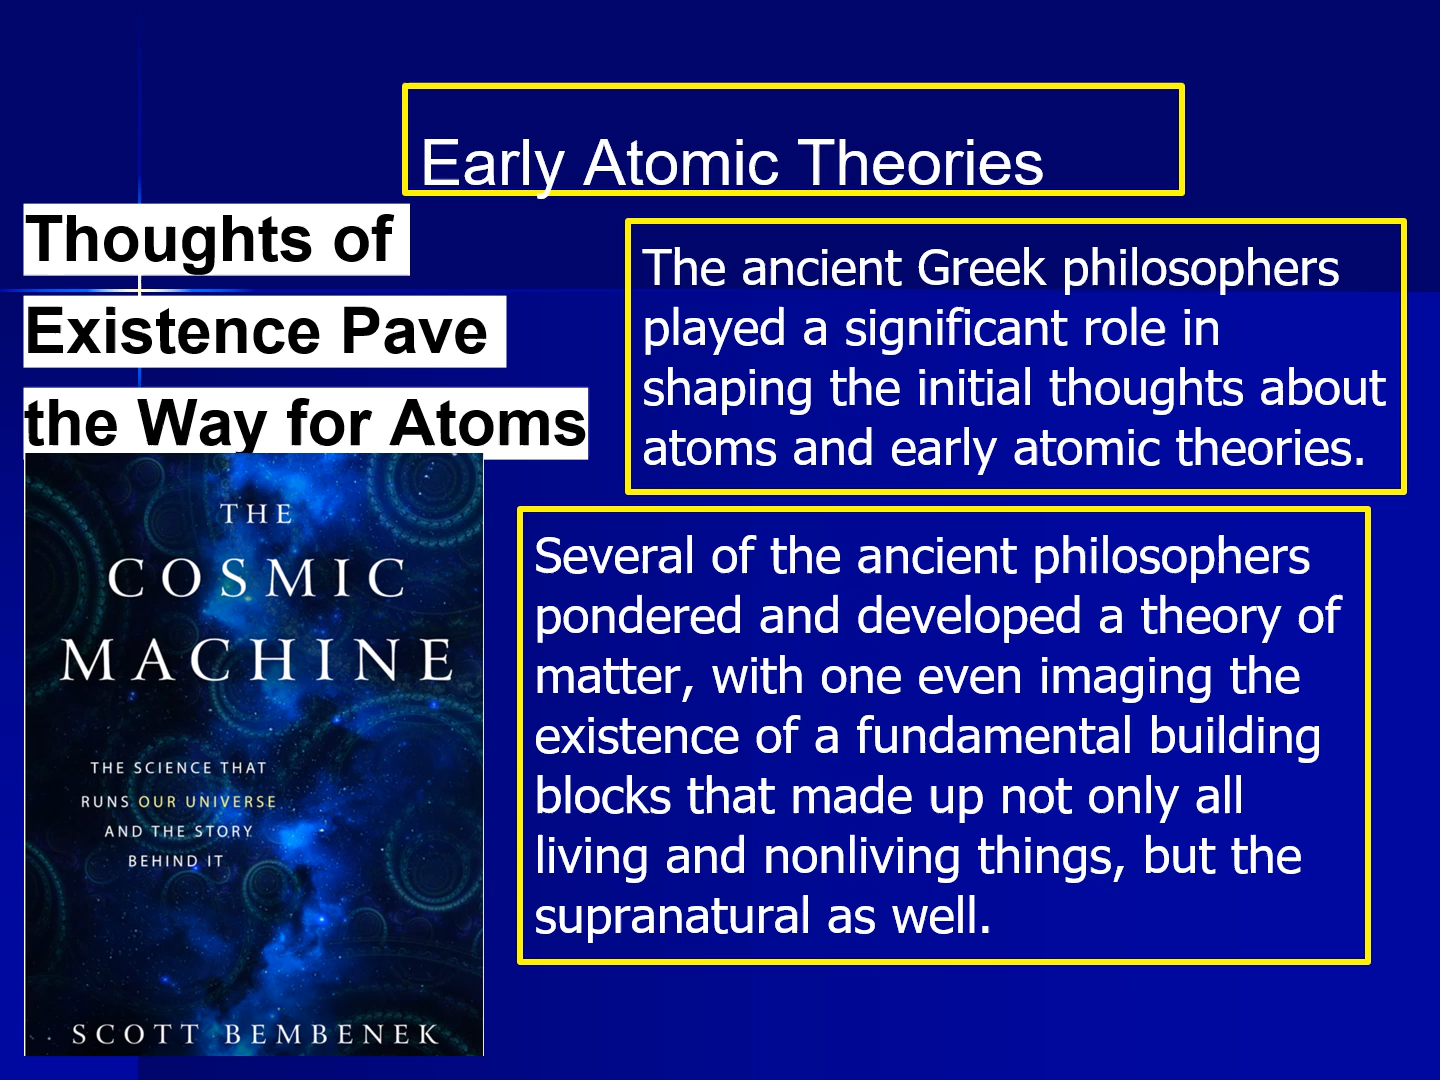 Early Atomic Theories
Thoughts of
Existence Pave
the Way for Atoms
The ancient Greek philosophers
played a significant role in
shaping the initial thoughts about
atoms and early atomic theories.
Several of the ancient philosophers
pondered and developed a theory of
matter, with one even imaging the
existence of a fundamental building
blocks that made up not only all
living and nonliving things, but the
supranatural as well.
THE
COSMIC
MACHINE
THE SCIENCE THAT
RUNS OUR UNIVERSE
AND THE STORY
BEHIND IT
SCOTT BEMBENEK